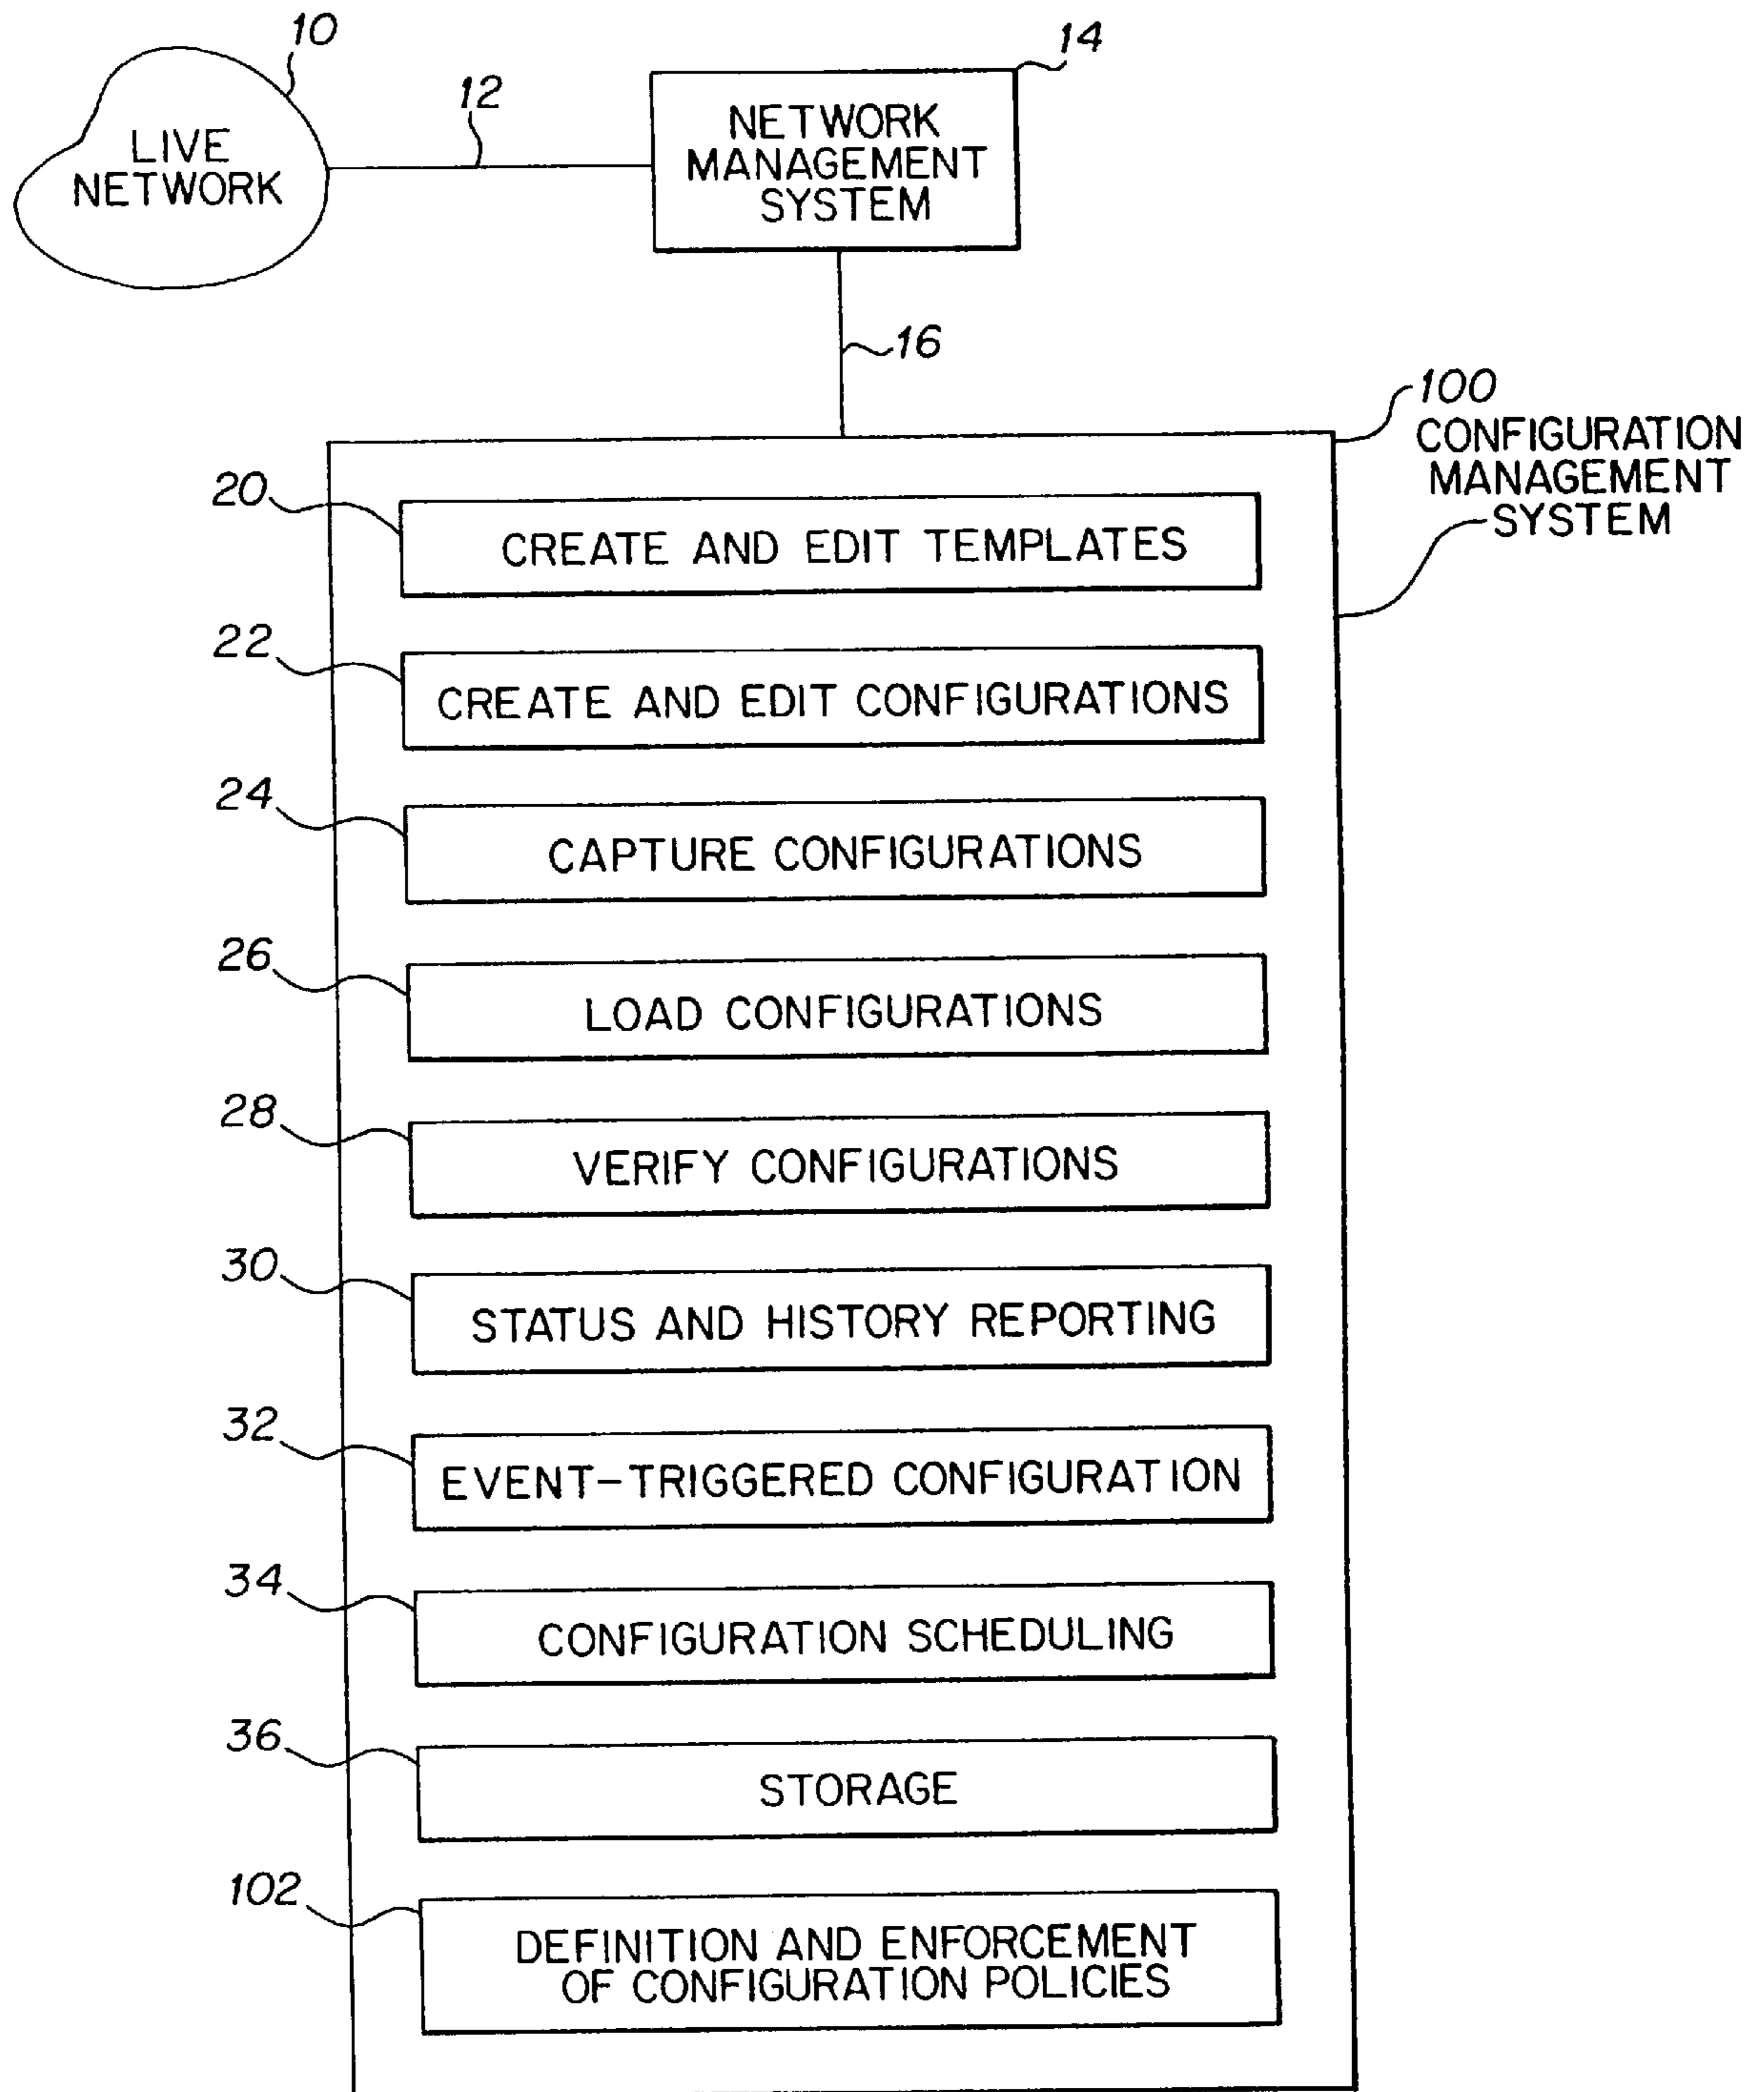 10
LIVE
NETWORK
12
14
NETWORK
MANAGEMENT
SYSTEM
16
100
CONFIGURATION
MANAGEMENT
SYSTEM
20
CREATE AND EDIT TEMPLATES
22
CREATE AND EDIT CONFIGURATIONS
24
CAPTURE CONFIGURATIONS
26
LOAD CONFIGURATIONS
28
VERIFY CONFIGURATIONS
30
STATUS AND HISTORY REPORTING
32
EVENT-TRIGGERED CONFIGURATION
34
CONFIGURATION SCHEDULING
36
STORAGE
102
DEFINITION AND ENFORCEMENT
OF CONFIGURATION POLICIES